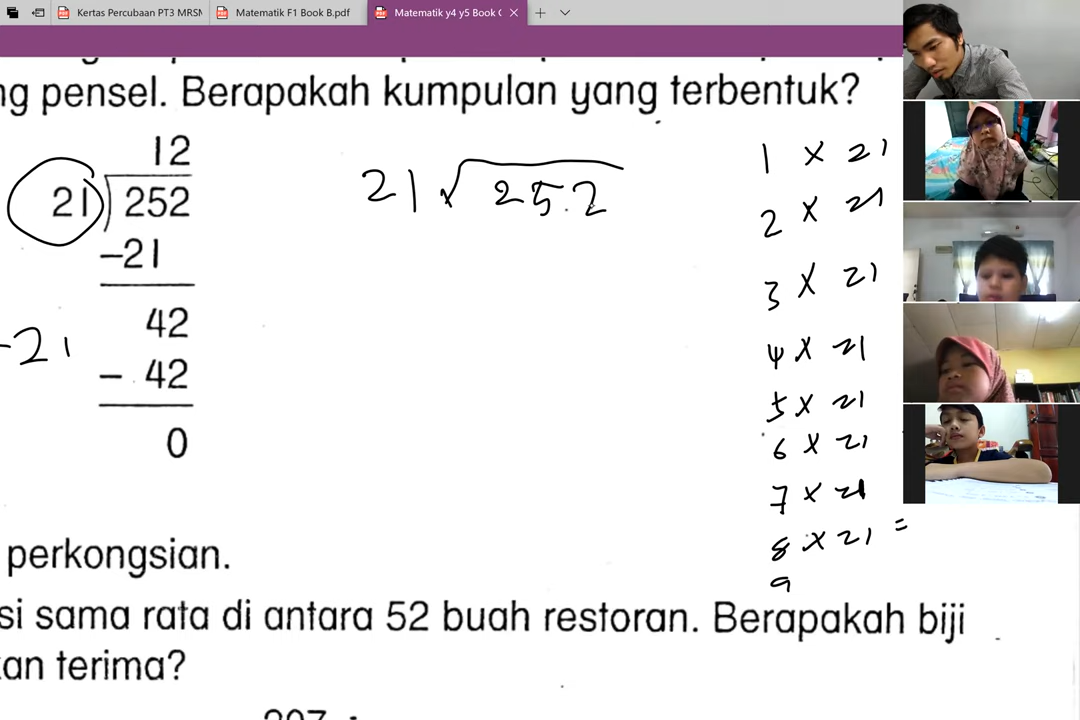 Kertas Percubaan PT3 MRSM
Matematik F1 Book B.pdf
Matematik y4 y5 Book
pensel. Berapakah kumpulan yang terbentuk?
12
21 252
-21
42
- 42
0
-21
21 √252
1 x 21
2 x 21
3 x 21
4 x 21
5 x 21
6 x 21
7 x 21
8 x 21 =
9
perkongsian.
si sama rata di antara 52 buah restoran. Berapakah biji
kan terima?